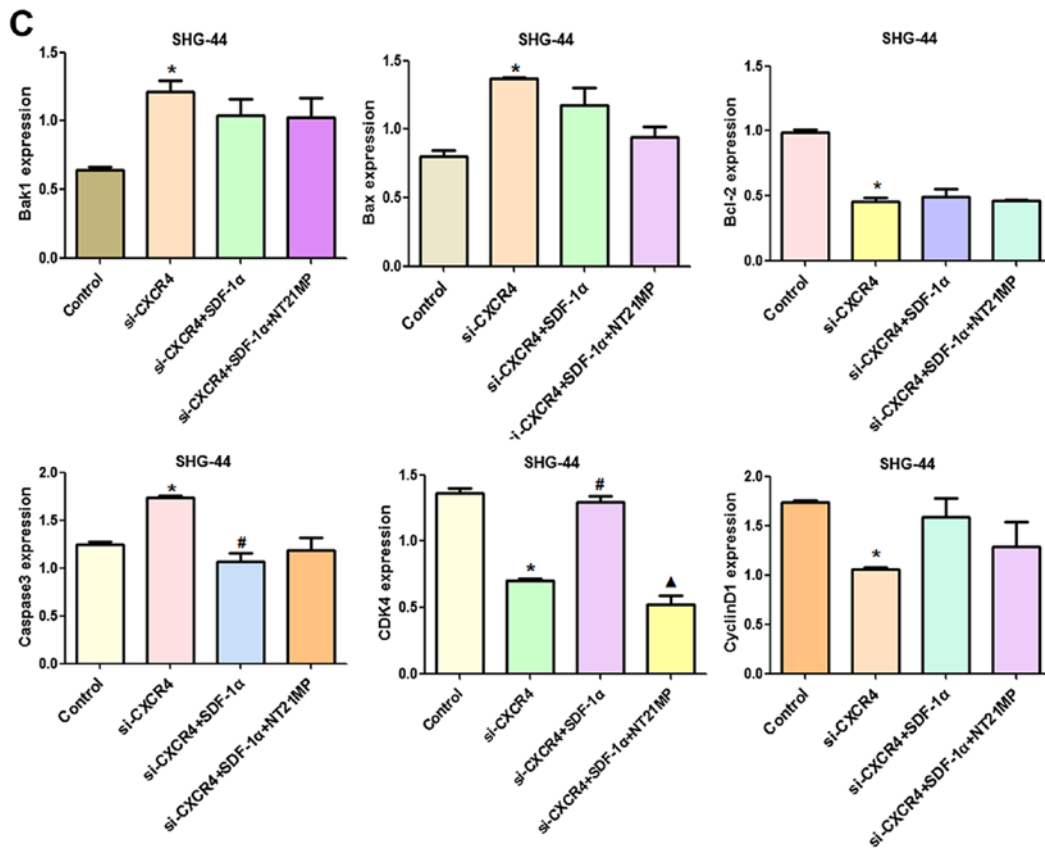 C
SHG-44
Bak1 expression
1.5
1.0
0.5
0.0
*
Control
si-CXCR4
si-CXCR4+SDF-1α
si-CXCR4+SDF-1α+NT21MP
SHG-44
Bax expression
1.5
1.0
0.5
0.0
*
Control
si-CXCR4
si-CXCR4+SDF-1α
si-CXCR4+SDF-1α+NT21MP
SHG-44
Bcl-2 expression
1.5
1.0
0.5
0.0
*
Control
si-CXCR4
si-CXCR4+SDF-1α
si-CXCR4+SDF-1α+NT21MP
SHG-44
Caspase3 expression
2.0
1.5
1.0
0.5
0.0
*
#
Control
si-CXCR4
si-CXCR4+SDF-1α
si-CXCR4+SDF-1α+NT21MP
SHG-44
CDK4 expression
1.5
1.0
0.5
0.0
*
#
▲
Control
si-CXCR4
si-CXCR4+SDF-1α
si-CXCR4+SDF-1α+NT21MP
SHG-44
CyclinD1 expression
2.0
1.5
1.0
0.5
0.0
*
Control
si-CXCR4
si-CXCR4+SDF-1α
si-CXCR4+SDF-1α+NT21MP